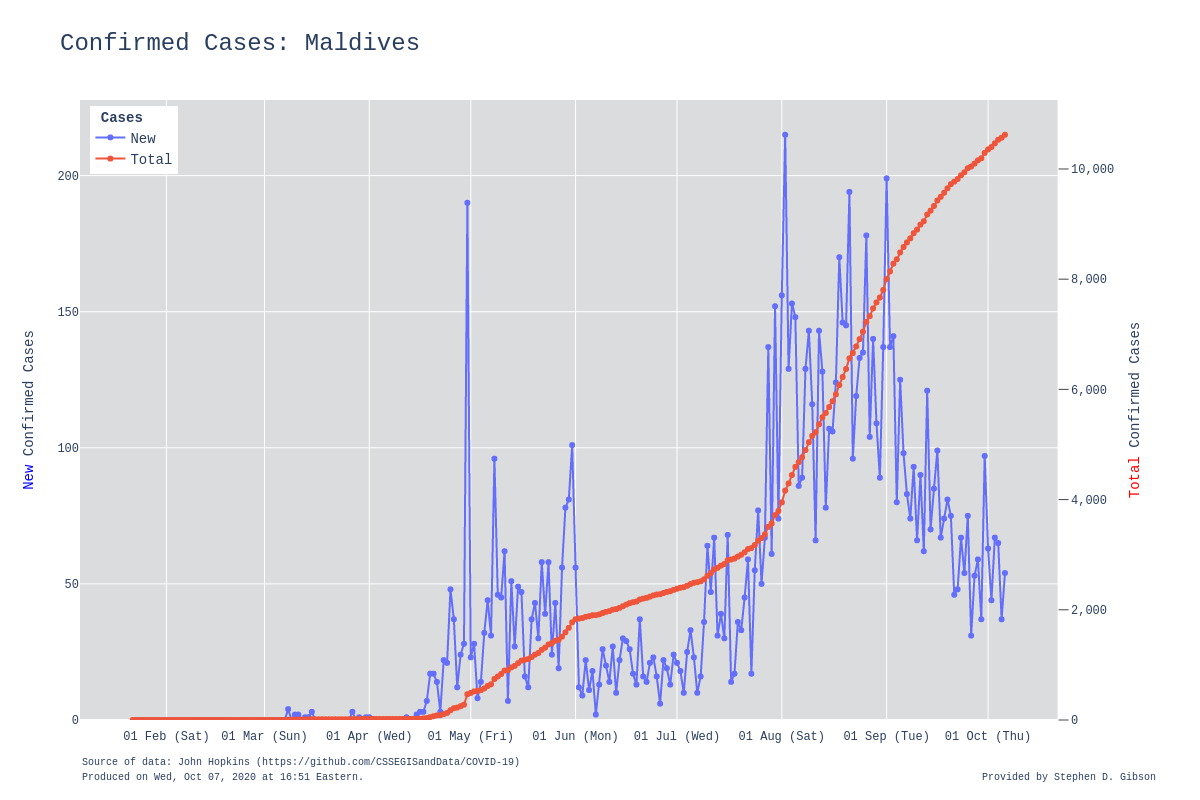 Confirmed Cases: Maldives
Cases
New
Total
200
150
100
50
0
10,000
8,000
6,000
4,000
2,000
0
New Confirmed Cases
Total Confirmed Cases
01 Feb (Sat) 01 Mar (Sun) 01 Apr (Wed) 01 May (Fri) 01 Jun (Mon) 01 Jul (Wed) 01 Aug (Sat) 01 Sep (Tue) 01 Oct (Thu)
Source of data: John Hopkins (https://github.com/CSSEGISandData/COVID-19)
Produced on Wed, Oct 07, 2020 at 16:51 Eastern.
Provided by Stephen D. Gibson